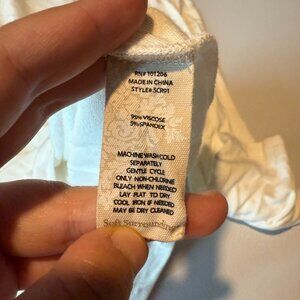 RN# 101206
MADE IN CHINA
STYLE# SCR91
95% VISCOSE
5% SPANDEX
MACHINE WASH COLD
SEPARATELY
GENTLE CYCLE
ONLY NON-CHLORINE
BLEACH WHEN NEEDED
LAY FLAT TO DRY
COOL IRON IF NEEDED
MAY BE DRY CLEANED
Soft Surroundings